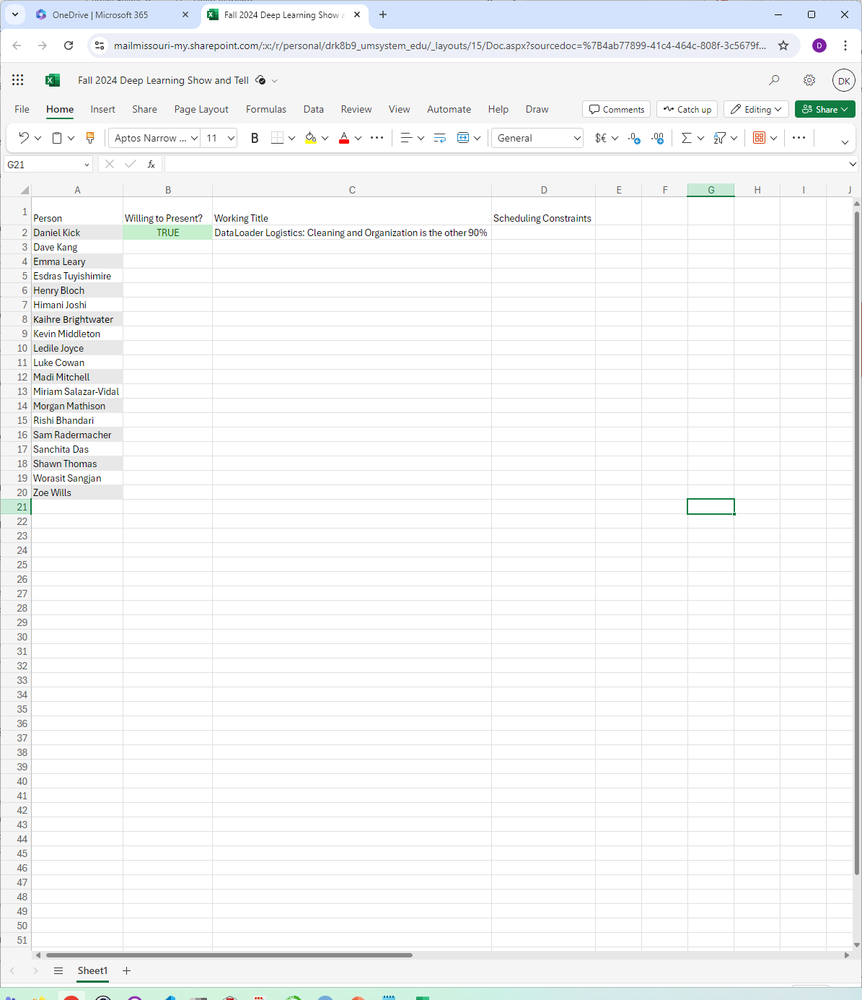 OneDrive | Microsoft 365
Fall 2024 Deep Learning Show a
mailmissouri-my.sharepoint.com/:x:/r/personal/drk8b9_umsystem_edu/_layouts/15/Doc.aspx?sourcedoc=%7B4ab77899-41c4-464c-808f-3c5679f...
D
Fall 2024 Deep Learning Show and Tell
DK
File Home Insert Share Page Layout Formulas Data Review View Automate Help Draw Comments Catch up Editing Share
Aptos Narrow ... 11 B A General $€
G21 fx
A B C D E F G H I J
1 Person Willing to Present? Working Title Scheduling Constraints
2 Daniel Kick TRUE DataLoader Logistics: Cleaning and Organization is the other 90%
3 Dave Kang
4 Emma Leary
5 Esdras Tuyishimire
6 Henry Bloch
7 Himani Joshi
8 Kaihre Brightwater
9 Kevin Middleton
10 Ledile Joyce
11 Luke Cowan
12 Madi Mitchell
13 Miriam Salazar-Vidal
14 Morgan Mathison
15 Rishi Bhandari
16 Sam Radermacher
17 Sanchita Das
18 Shawn Thomas
19 Worasit Sangjan
20 Zoe Wills
21
22
23
24
25
26
27
28
29
30
31
32
33
34
35
36
37
38
39
40
41
42
43
44
45
46
47
48
49
50
51
Sheet1